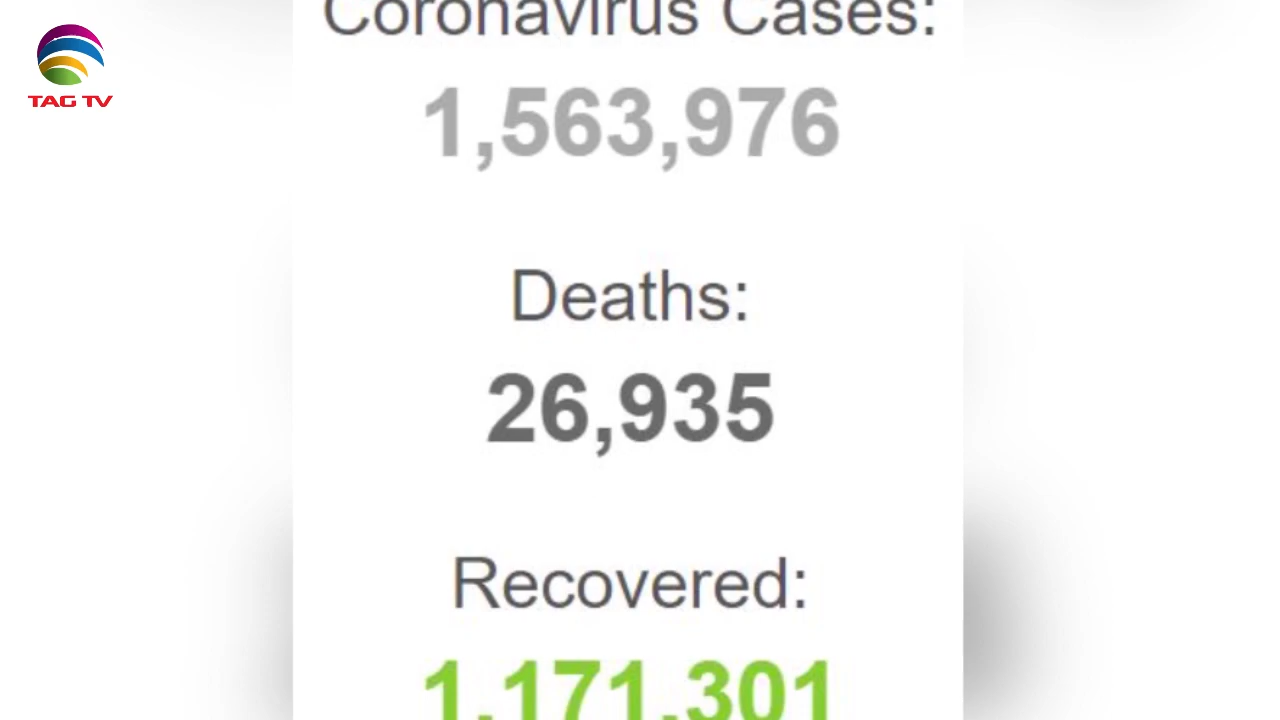 Coronavirus Cases:
TAG TV
1,563,976
Deaths:
26,935
Recovered:
1,171,301